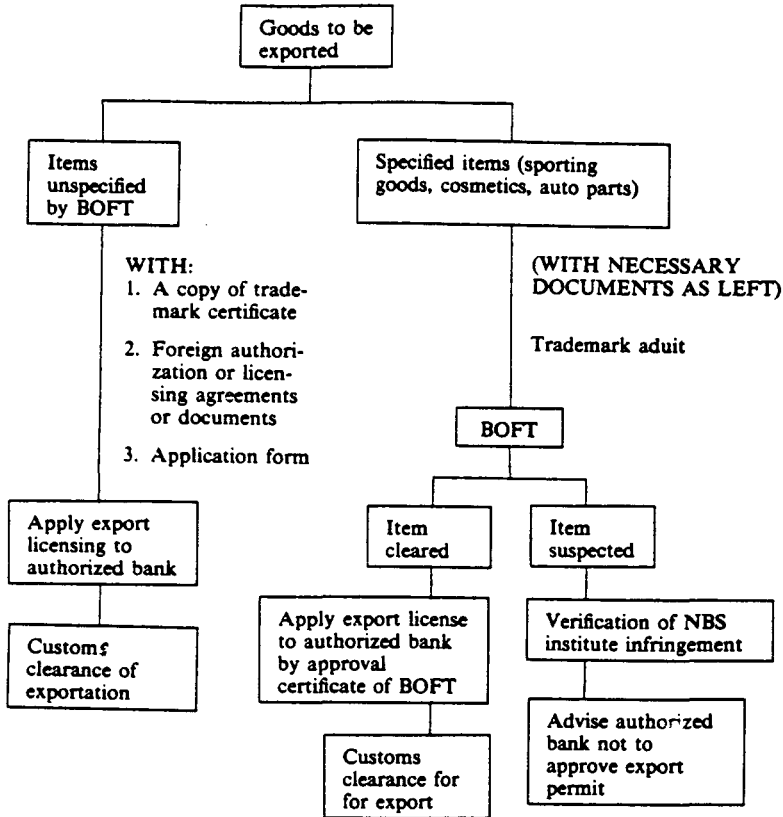 Goods to be
exported
Items
unspecified
by BOFT
Specified items (sporting
goods, cosmetics, auto parts)
WITH:
1. A copy of trade-
mark certificate
2. Foreign authori-
zation or licen-
sing agreements
or documents
3. Application form
(WITH NECESSARY
DOCUMENTS AS LEFT)
Trademark aduit
BOFT
Apply export
licensing to
authorized bank
Customs
clearance of
exportation
Item
cleared
Item
suspected
Apply export license
to authorized bank
by approval
certificate of BOFT
Customs
clearance for
for export
Verification of NBS
institute infringement
Advise authorized
bank not to
approve export
permit